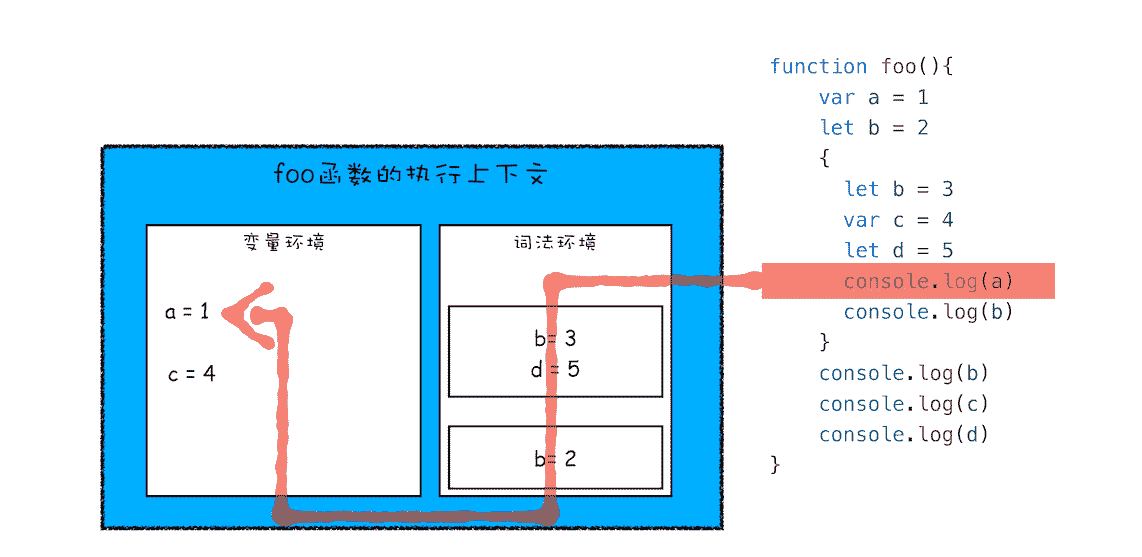 foo函数的执行上下文
变量环境
a = 1
c = 4
词法环境
b= 3
d = 5
b= 2
function foo(){
    var a = 1
    let b = 2
    {
      let b = 3
      var c = 4
      let d = 5
      console.log(a)
      console.log(b)
    }
    console.log(b)
    console.log(c)
    console.log(d)
}